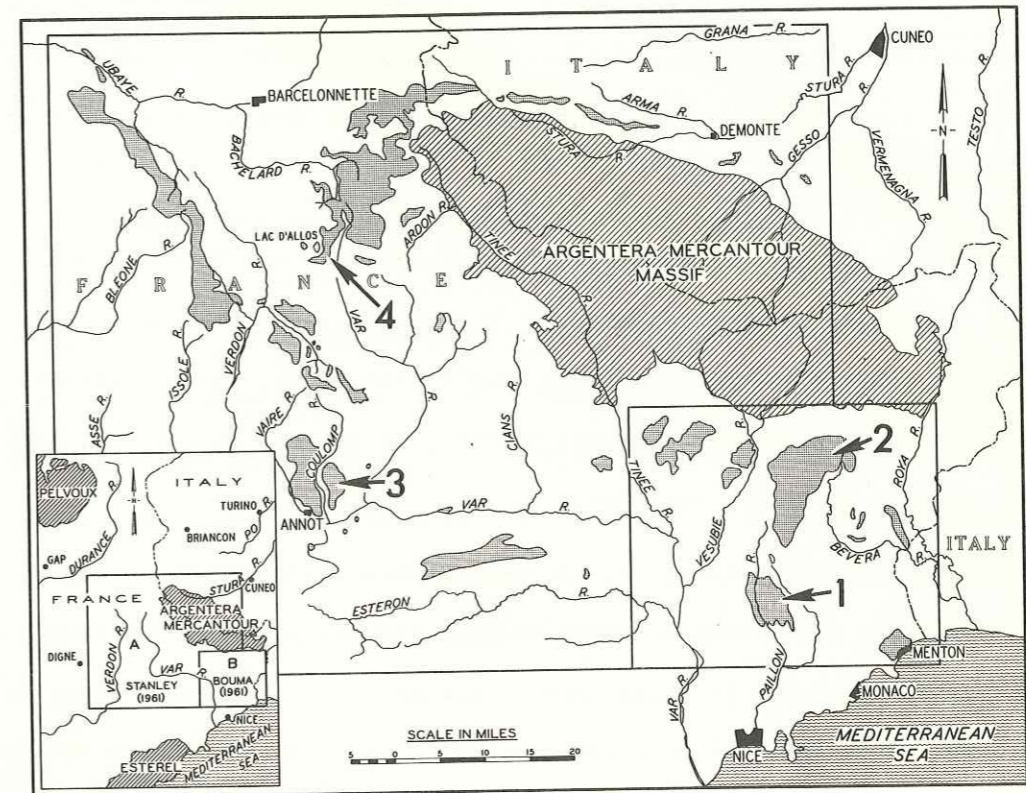 GRANA R.
CUNEO
UBAYE
R.
BARCELONNETTE
I T A L Y
ARMA R.
STURA R.
DEMONTE
STURA R.
GESSO
VERMENAGNA R.
TESTO R.
-N-
BACHELARD R.
LAC D'ALLOS
ARDON R.
TINEE
ARGENTERA MERCANTOUR
MASSIF
BLÉONE R.
F R A N C E
4
VAR
R.
ISSOLE R.
VERDON
R.
ASSE R.
VAIRE R.
COULOMP
R.
CIANS R.
3
ANNOT
VAR R.
TINEE R.
VESUBIE
R.
2
ROYA R.
BEVERA R.
ITALY
1
ESTERON R.
PAILLON
MENTON
MONACO
VAR R.
NICE
MEDITERRANEAN
SEA
SCALE IN MILES
5 0 5 10 15 20
PELVOUX
-N-
ITALY
TURINO
BRIANCON
PO R.
GAP
DURANCE R.
STURA R.
CUNEO
FRANCE
ARGENTERA
MERCANTOUR
DIGNE
VERDON R.
A
VAR R.
STANLEY
(1961)
B
BOUMA
(1961)
NICE
ESTEREL
MEDITERRANEAN
SEA